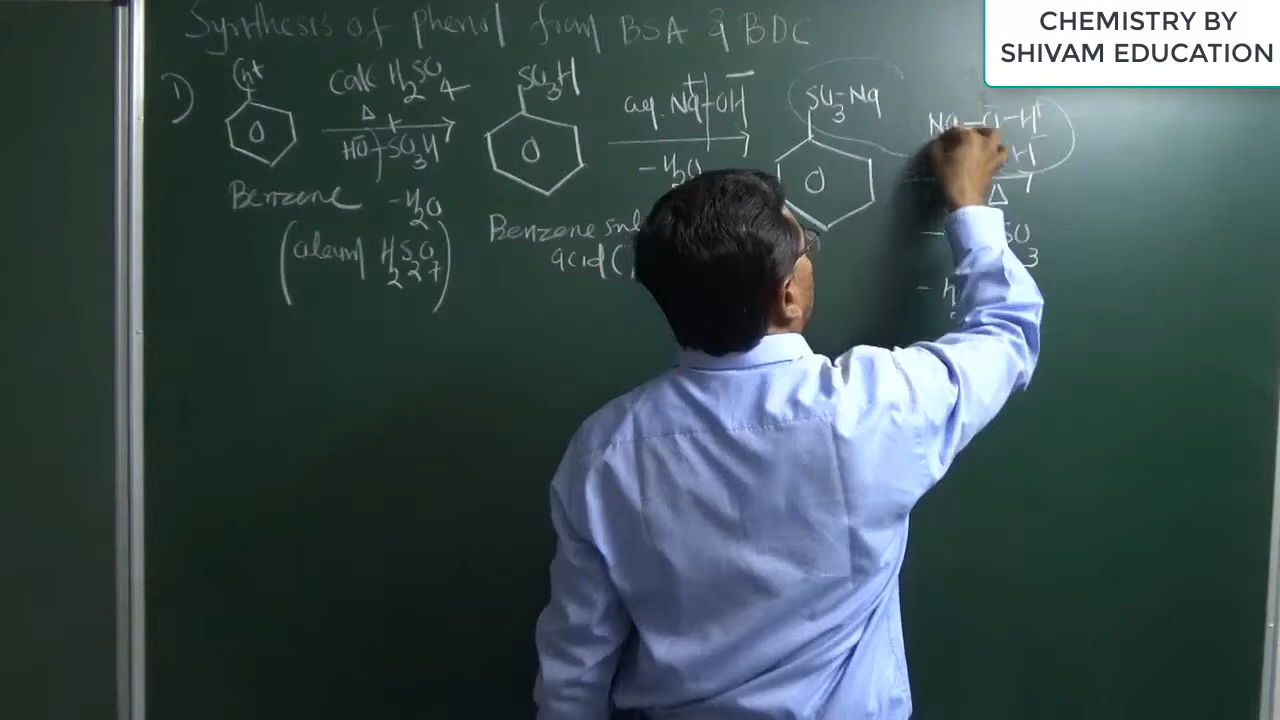 CHEMISTRY BY
SHIVAM EDUCATION
Synthesis of phenol from BSA & BDC
1)
H
conc H2SO4
Δ
HO-SO3H
-H2O
Benzene
(oleum H2S2O7)
SO3H
Benzene
acid (
aq. Na+OH-
-H2O
SO3-Na
Na-O-H
H
Δ
SO3